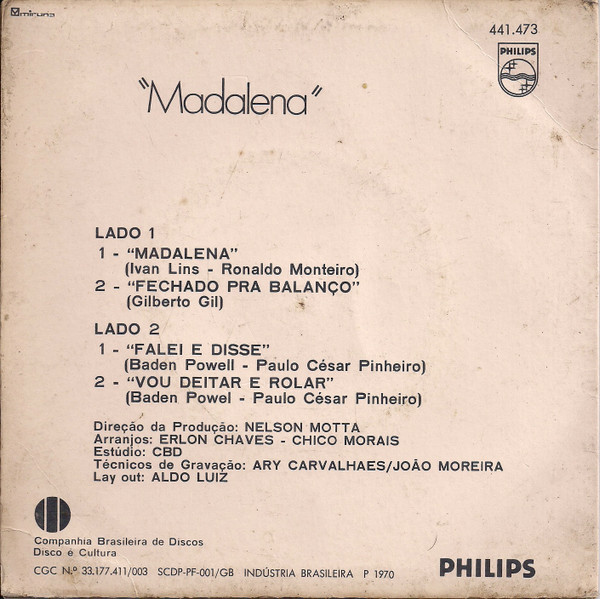 miruna
441.473
PHILIPS
"Madalena"
LADO 1
1 - "MADALENA"
(Ivan Lins - Ronaldo Monteiro)
2 - "FECHADO PRA BALANÇO"
(Gilberto Gil)
LADO 2
1 - "FALEI E DISSE"
(Baden Powell - Paulo César Pinheiro)
2 - "VOU DEITAR E ROLAR"
(Baden Powel - Paulo César Pinheiro)
Direção da Produção: NELSON MOTTA
Arranjos: ERLON CHAVES - CHICO MORAIS
Estúdio: CBD
Técnicos de Gravação: ARY CARVALHAES/JOÃO MOREIRA
Lay out: ALDO LUIZ
Companhia Brasileira de Discos
Disco é Cultura
CGC N.º 33.177.411/003 SCDP-PF-001/GB INDÚSTRIA BRASILEIRA P 1970
PHILIPS